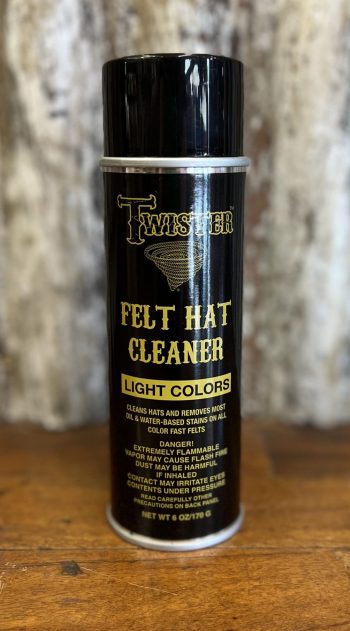 TWISTER™
FELT HAT
CLEANER
LIGHT COLORS
CLEANS HATS AND REMOVES MOST
OIL & WATER-BASED STAINS ON ALL
COLOR FAST FELTS
DANGER!
EXTREMELY FLAMMABLE
VAPOR MAY CAUSE FLASH FIRE
DUST MAY BE HARMFUL
IF INHALED
CONTACT MAY IRRITATE EYES
CONTENTS UNDER PRESSURE
READ CAREFULLY OTHER
PRECAUTIONS ON BACK PANEL
NET WT 6 OZ/170 G